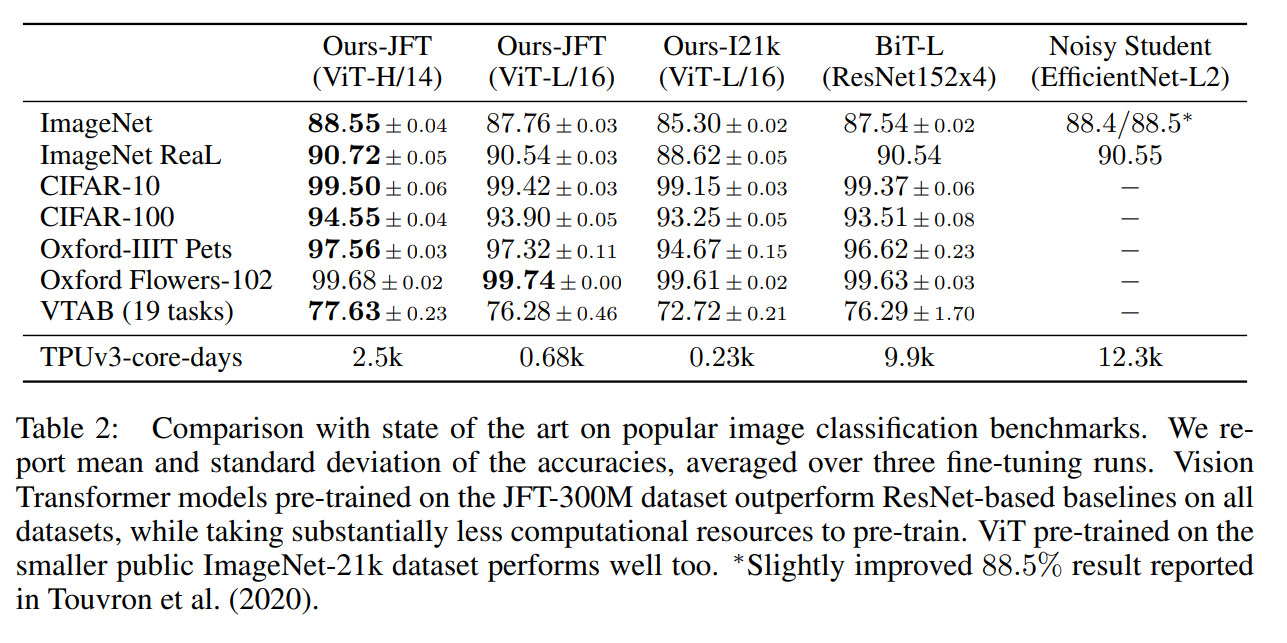 Ours-JFT Ours-JFT Ours-I21k BiT-L Noisy Student
(ViT-H/14) (ViT-L/16) (ViT-L/16) (ResNet152x4) (EfficientNet-L2)
ImageNet 88.55 ± 0.04 87.76 ± 0.03 85.30 ± 0.02 87.54 ± 0.02 88.4/88.5*
ImageNet ReaL 90.72 ± 0.05 90.54 ± 0.03 88.62 ± 0.05 90.54 90.55
CIFAR-10 99.50 ± 0.06 99.42 ± 0.03 99.15 ± 0.03 99.37 ± 0.06 −
CIFAR-100 94.55 ± 0.04 93.90 ± 0.05 93.25 ± 0.05 93.51 ± 0.08 −
Oxford-IIIT Pets 97.56 ± 0.03 97.32 ± 0.11 94.67 ± 0.15 96.62 ± 0.23 −
Oxford Flowers-102 99.68 ± 0.02 99.74 ± 0.00 99.61 ± 0.02 99.63 ± 0.03 −
VTAB (19 tasks) 77.63 ± 0.23 76.28 ± 0.46 72.72 ± 0.21 76.29 ± 1.70 −
TPUv3-core-days 2.5k 0.68k 0.23k 9.9k 12.3k
Table 2: Comparison with state of the art on popular image classification benchmarks. We re-
port mean and standard deviation of the accuracies, averaged over three fine-tuning runs. Vision
Transformer models pre-trained on the JFT-300M dataset outperform ResNet-based baselines on all
datasets, while taking substantially less computational resources to pre-train. ViT pre-trained on the
smaller public ImageNet-21k dataset performs well too. *Slightly improved 88.5% result reported
in Touvron et al. (2020).